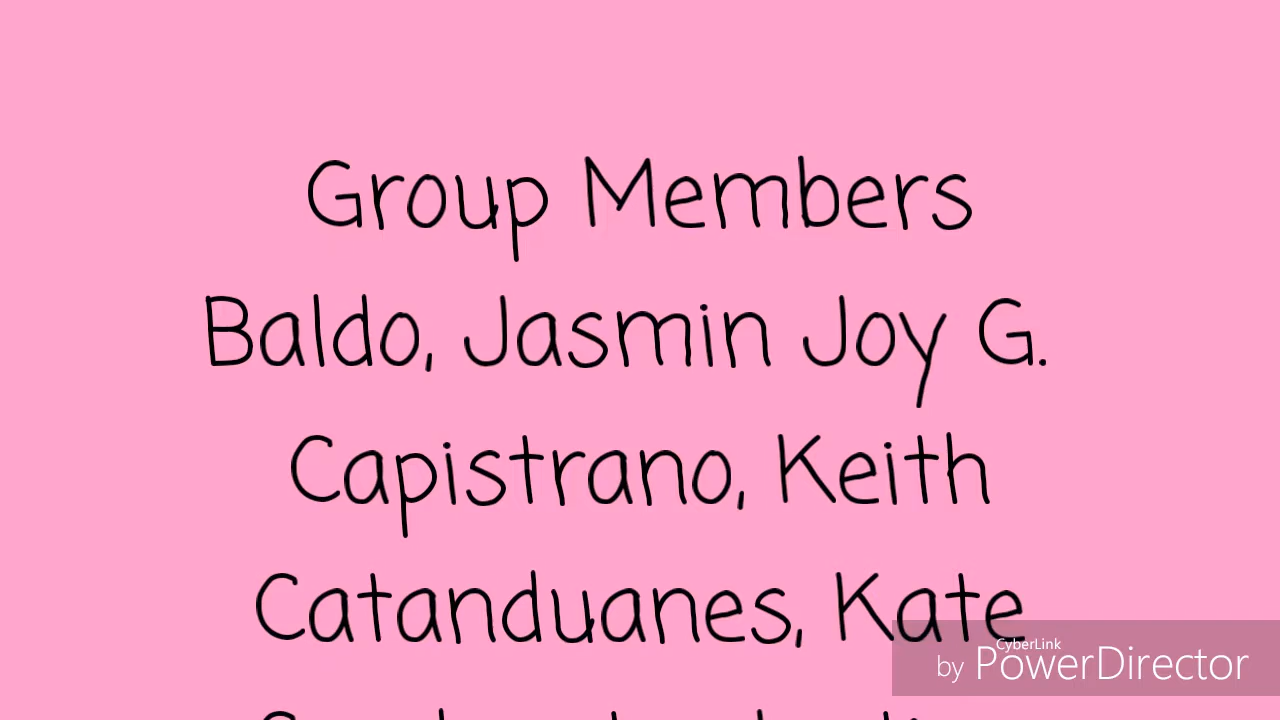 Group Members
Baldo, Jasmin Joy G.
Capistrano, Keith
Catanduanes, Kate
CyberLink
by PowerDirector